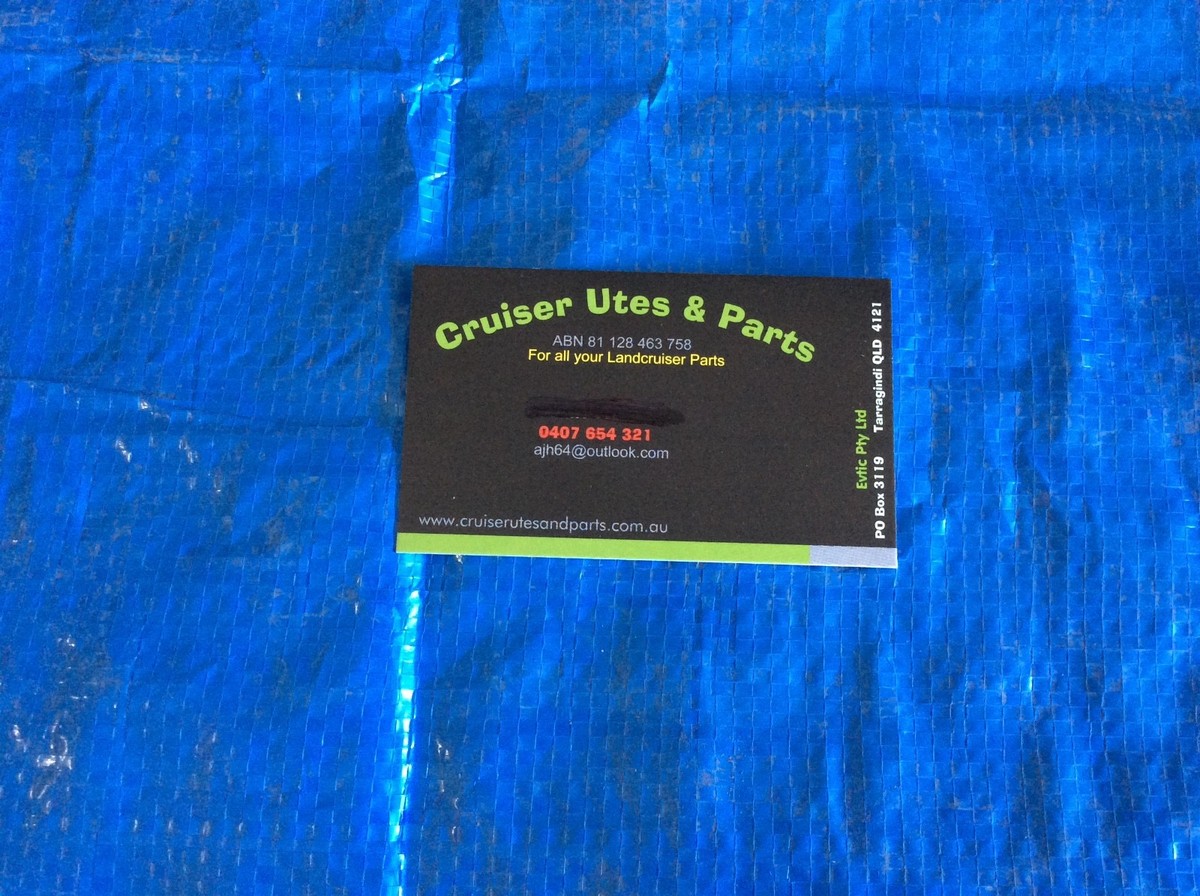 Cruiser Utes & Parts
ABN 81 128 463 758
For all your Landcruiser Parts
0407 654 321
ajh64@outlook.com
www.cruiserutesandparts.com.au
Evtic Pty Ltd
PO Box 3119 Tarragindi QLD 4121